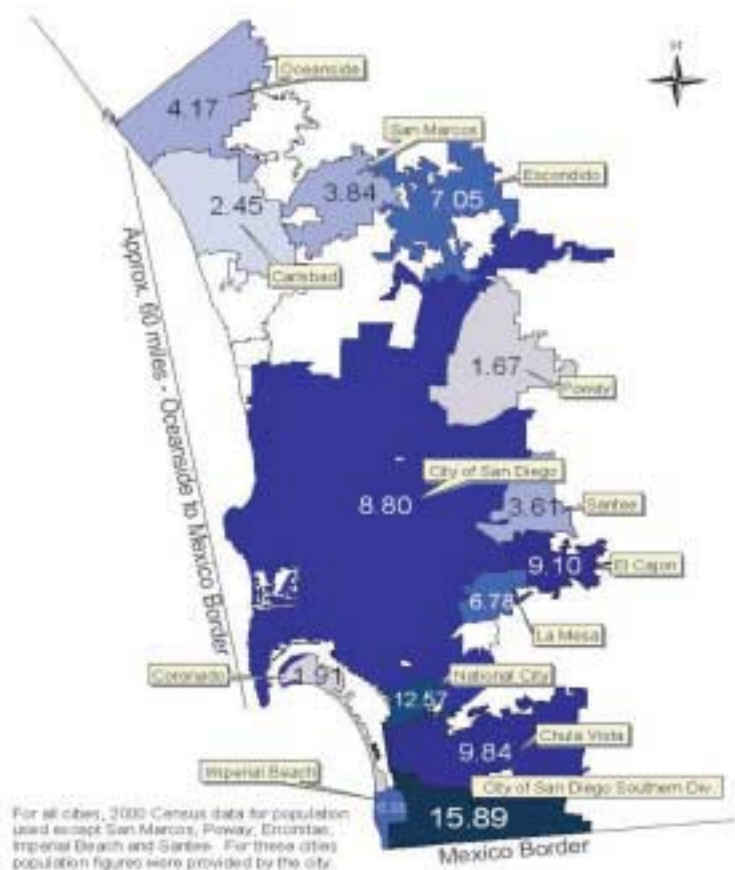 N
Oceanside
4.17
San Marcos
3.84
Escondido
7.05
2.45
Carlsbad
Approx. 60 miles - Oceanside to Mexico Border
1.67
Poway
City of San Diego
8.80
3.61
Santee
9.10
El Cajon
6.78
La Mesa
Coronado
1.91
National City
12.57
Chula Vista
9.84
Imperial Beach
City of San Diego Southern Div.
15.89
Mexico Border
For all cities, 2000 Census data for population
used except San Marcos, Poway, Encinitas,
Imperial Beach and Santee. For these cities
population figures were provided by the city.